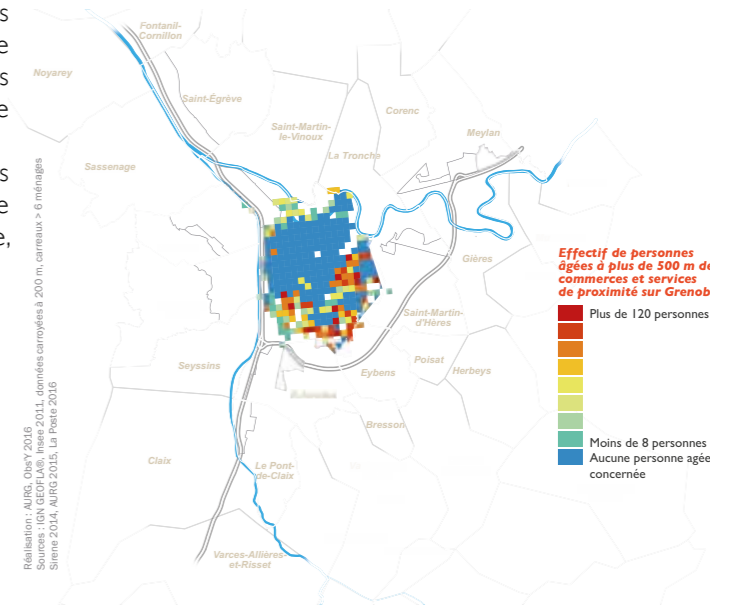 s
e
s
e
s
e
e,
Fontanil-
Cornillon
Noyarey
Saint-Égrève
Corenc
Saint-Martin-
le-Vinoux
Meylan
La Tronche
Sassenage
Gières
Saint-Martin-
d'Hères
Poisat
Seyssins
Eybens
Herbeys
Bresson
Claix
Le Pont-
de-Claix
Varces-Allières-
et-Risset
Effectif de personnes
âgées à plus de 500 m de
commerces et services
de proximité sur Grenob
Plus de 120 personnes
Moins de 8 personnes
Aucune personne agée
concernée
Réalisation : AURG, ObsY 2016
Sources : IGN GEOFLA®, Insee 2011, données carroyées à 200 m, carreaux > 6 ménages
Sirene 2014, AURG 2015, La Poste 2016